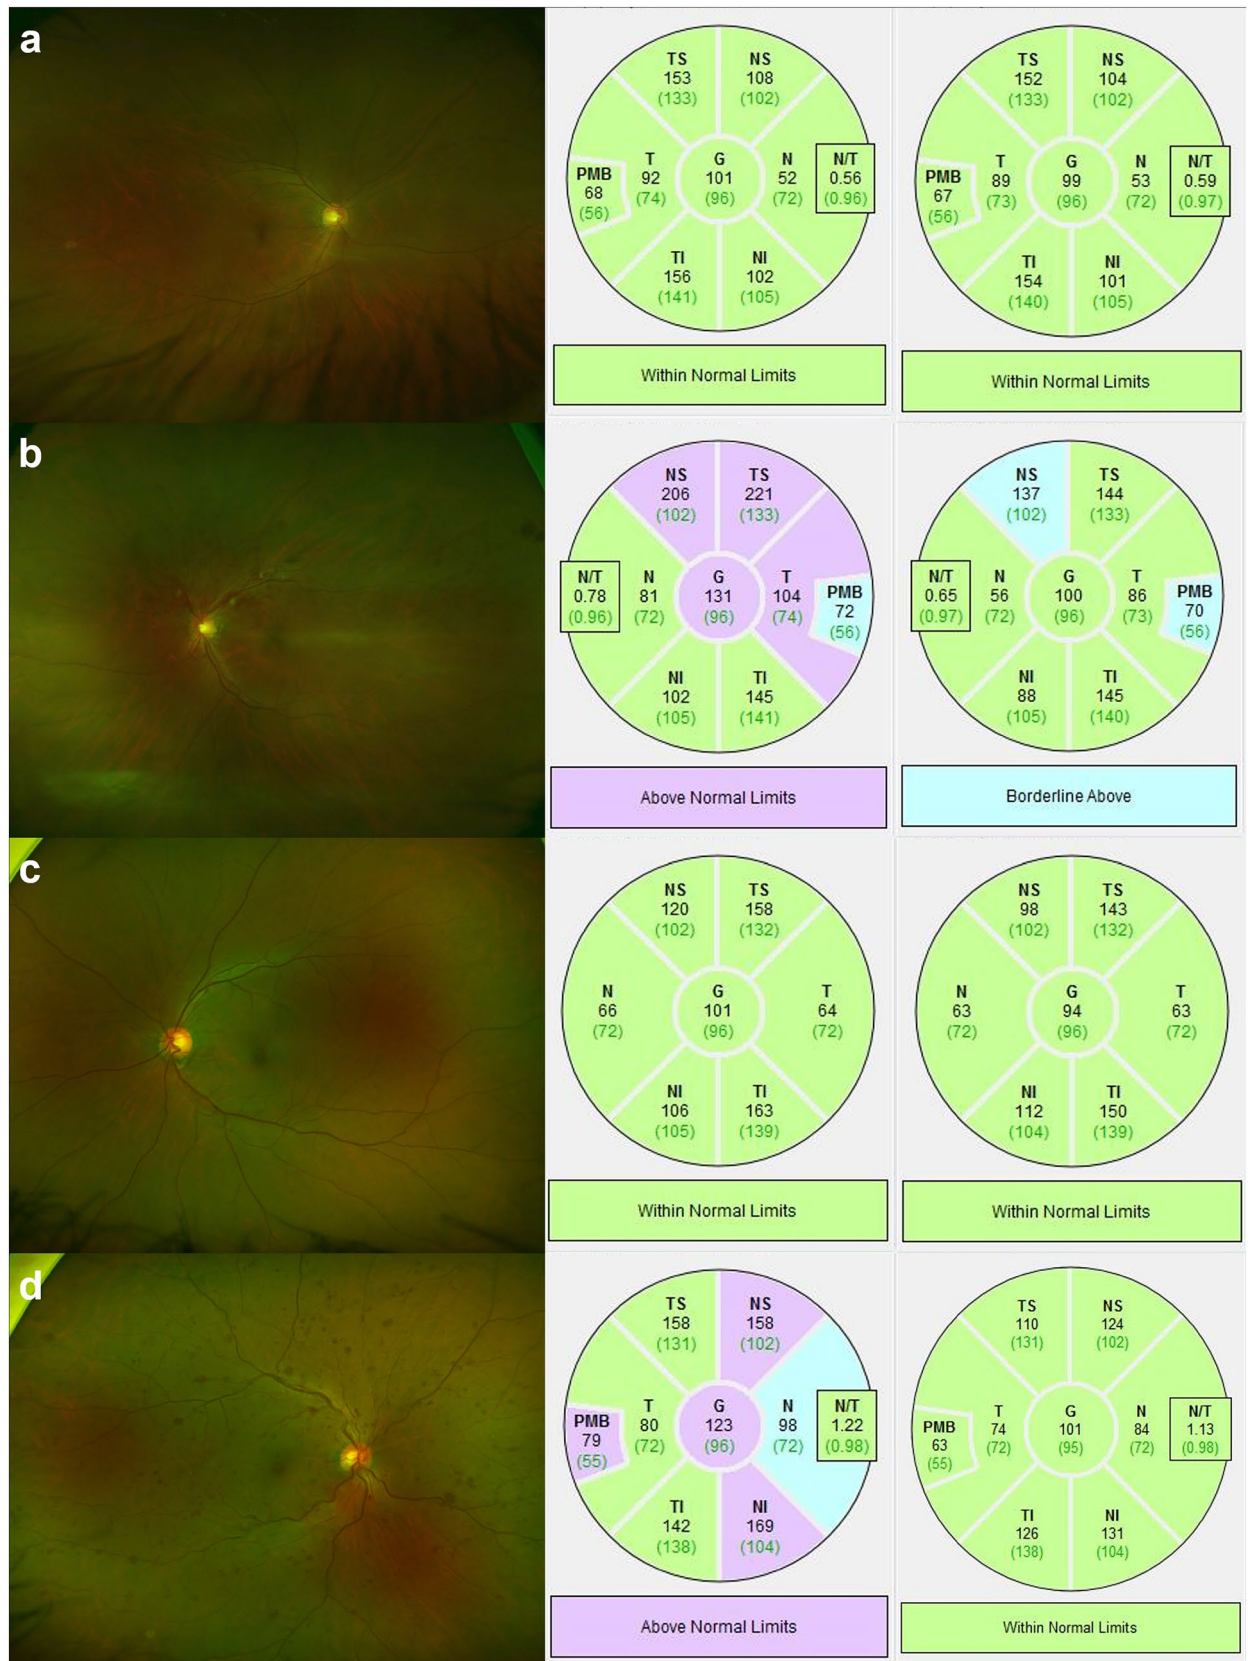 a
TS
153
(133)
NS
108
(102)
PMB
68
(56)
T
92
(74)
G
101
(96)
N
52
(72)
N/T
0.56
(0.96)
TI
156
(141)
NI
102
(105)
Within Normal Limits
TS
152
(133)
NS
104
(102)
PMB
67
(56)
T
89
(73)
G
99
(96)
N
53
(72)
N/T
0.59
(0.97)
TI
154
(140)
NI
101
(105)
Within Normal Limits
b
NS
206
(102)
TS
221
(133)
N/T
0.78
(0.96)
N
81
(72)
G
131
(96)
T
104
(74)
PMB
72
(56)
NI
102
(105)
TI
145
(141)
Above Normal Limits
NS
137
(102)
TS
144
(133)
N/T
0.65
(0.97)
N
56
(72)
G
100
(96)
T
86
(73)
PMB
70
(56)
NI
88
(105)
TI
145
(140)
Borderline Above
c
NS
120
(102)
TS
158
(132)
N
66
(72)
G
101
(96)
T
64
(72)
NI
106
(105)
TI
163
(139)
Within Normal Limits
NS
98
(102)
TS
143
(132)
N
63
(72)
G
94
(96)
T
63
(72)
NI
112
(104)
TI
150
(139)
Within Normal Limits
d
TS
158
(131)
NS
158
(102)
PMB
79
(55)
T
80
(72)
G
123
(96)
N
98
(72)
N/T
1.22
(0.98)
TI
142
(138)
NI
169
(104)
Above Normal Limits
TS
110
(131)
NS
124
(102)
PMB
63
(55)
T
74
(72)
G
101
(95)
N
84
(72)
N/T
1.13
(0.98)
TI
126
(138)
NI
131
(104)
Within Normal Limits